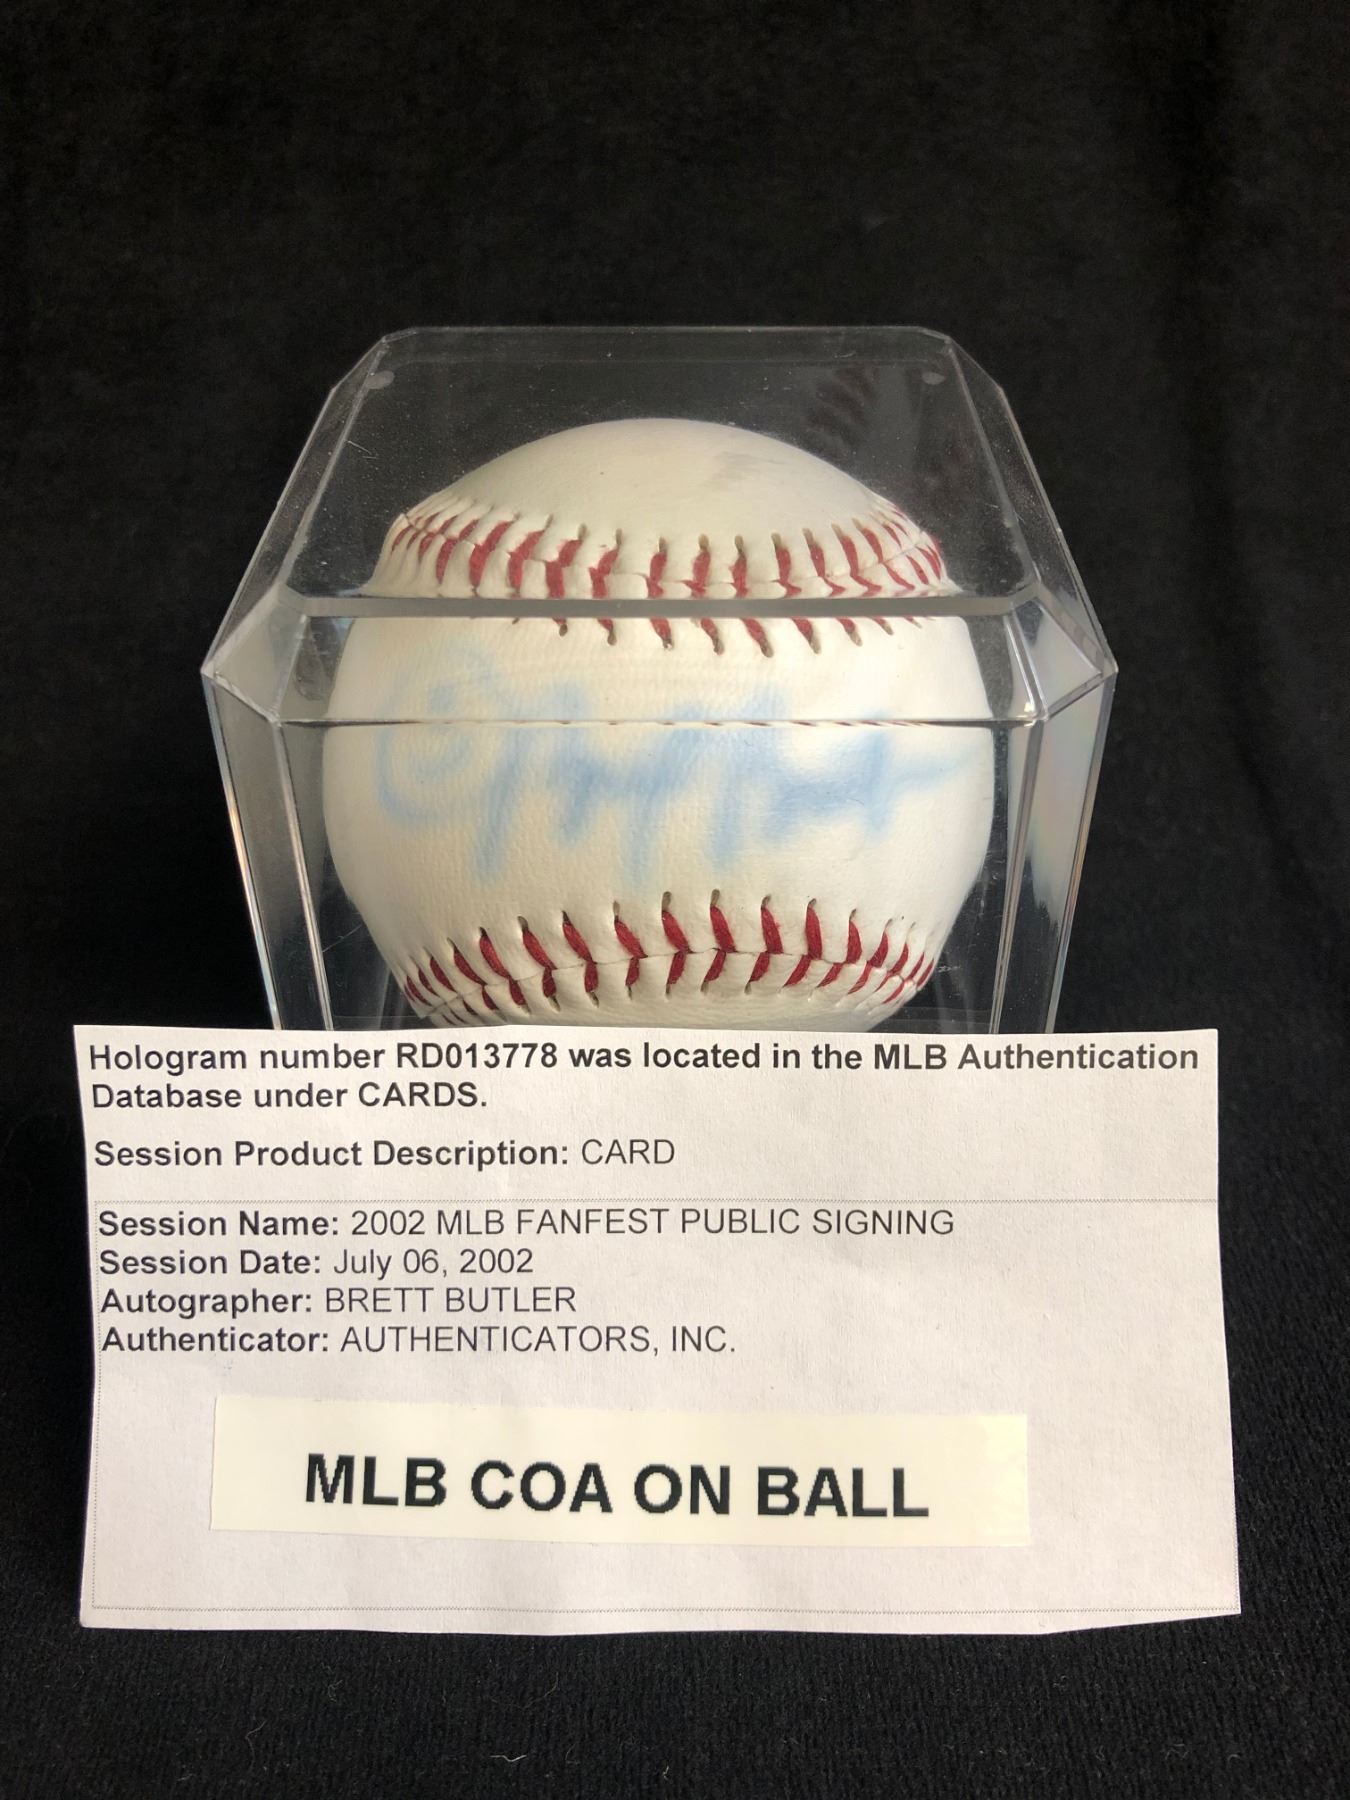 Hologram number RD013778 was located in the MLB Authentication
Database under CARDS.
Session Product Description: CARD
Session Name: 2002 MLB FANFEST PUBLIC SIGNING
Session Date: July 06, 2002
Autographer: BRETT BUTLER
Authenticator: AUTHENTICATORS, INC.
MLB COA ON BALL